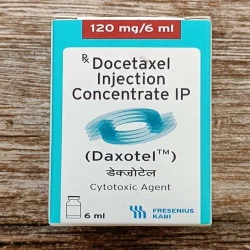 120 mg/6 ml
℞ Docetaxel
Injection
Concentrate IP
(Daxotel™)
डेक्ज़ोटेल
Cytotoxic Agent
6 ml
FRESENIUS
KABI